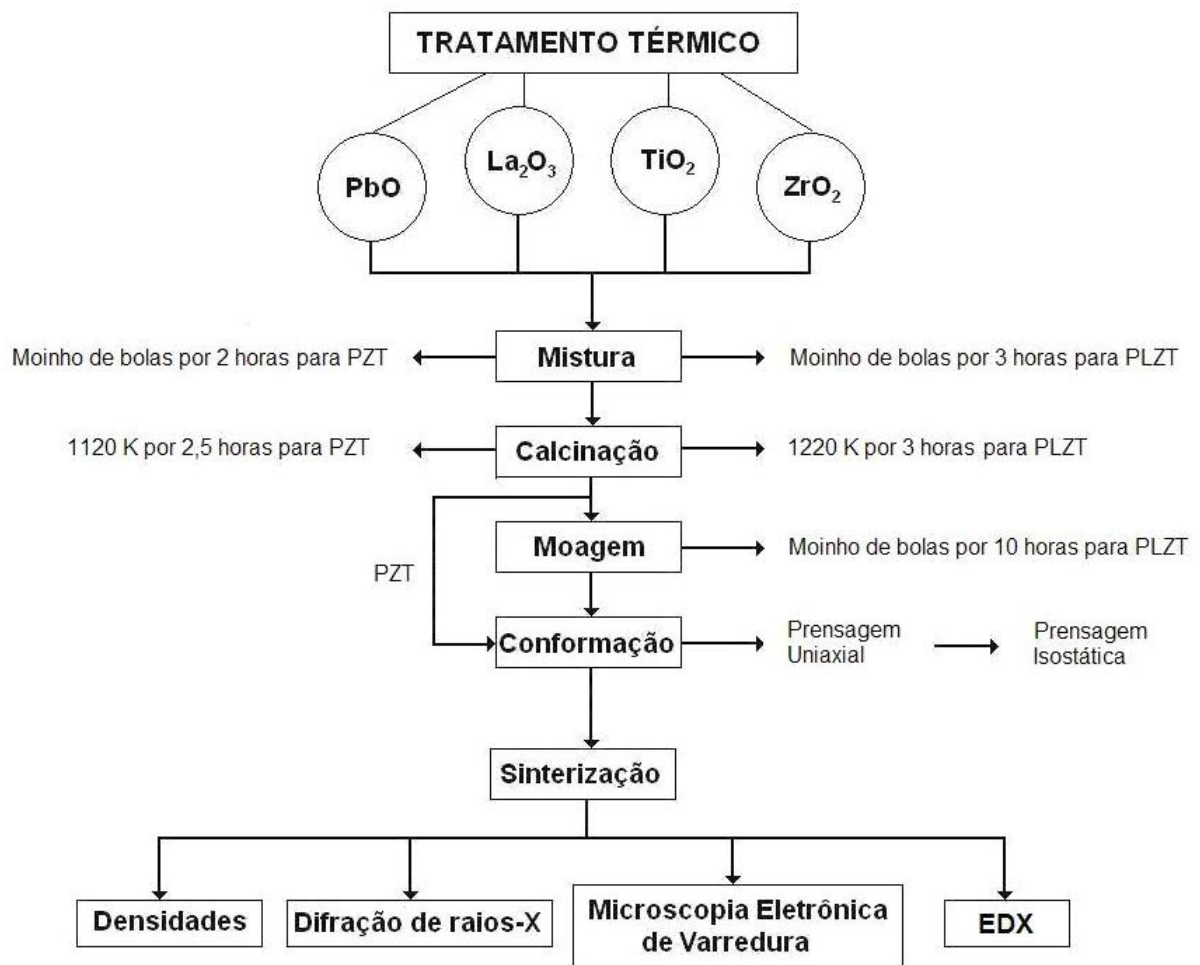 TRATAMENTO TÉRMICO
PbO
La₂O₃
TiO₂
ZrO₂
Moinho de bolas por 2 horas para PZT
Mistura
Moinho de bolas por 3 horas para PLZT
1120 K por 2,5 horas para PZT
Calcinação
1220 K por 3 horas para PLZT
Moagem
Moinho de bolas por 10 horas para PLZT
PZT
Conformação
Prensagem
Uniaxial
Prensagem
Isostática
Sinterização
Densidades
Difração de raios-X
Microscopia Eletrônica
de Varredura
EDX